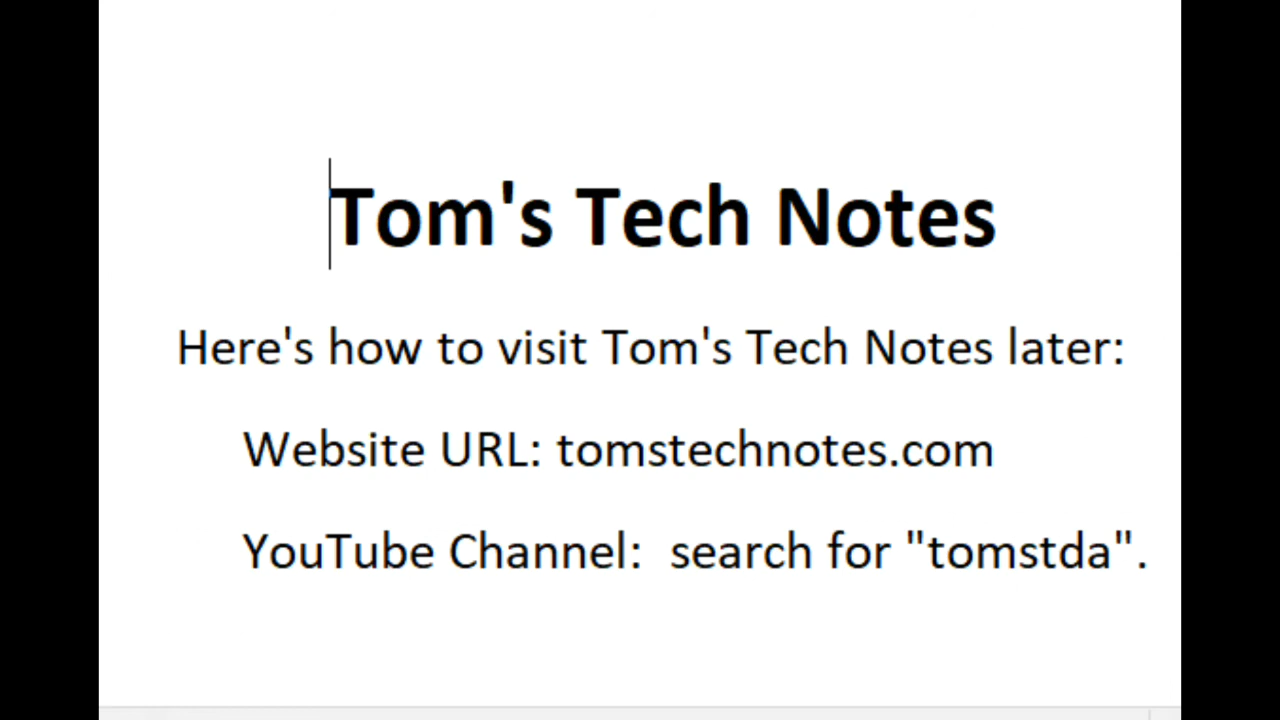 Tom's Tech Notes
Here's how to visit Tom's Tech Notes later:
Website URL: tomstechnotes.com
YouTube Channel:  search for "tomstda".